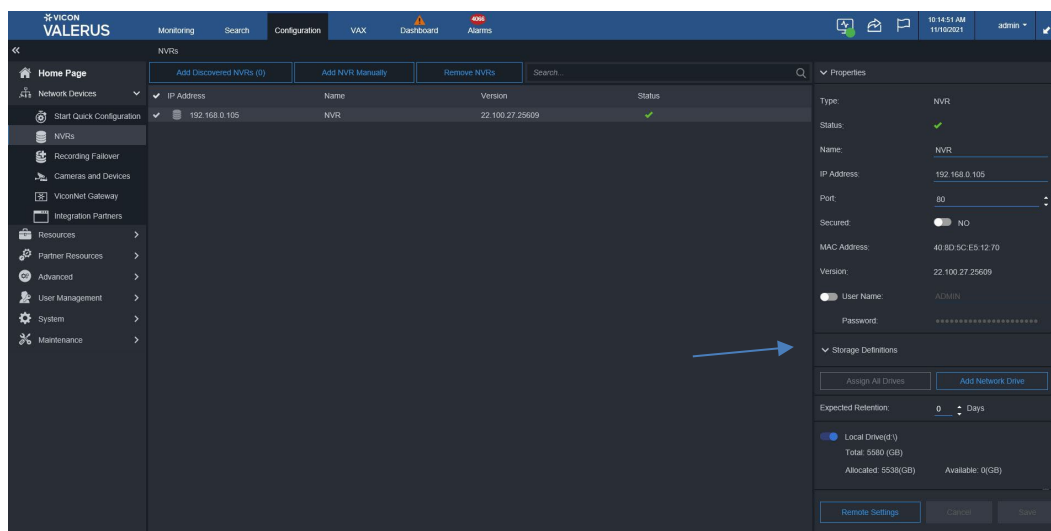 VICON
VALERUS
Monitoring Search Configuration VAX Dashboard Alarms
4066
10:14:51 AM
11/10/2021
admin
NVRs
Home Page
Network Devices
Start Quick Configuration
NVRs
Recording Failover
Cameras and Devices
ViconNet Gateway
Integration Partners
Resources
Partner Resources
Advanced
User Management
System
Maintenance
Add Discovered NVRs (0) Add NVR Manually Remove NVRs Search...
IP Address Name Version Status
192.168.0.105 NVR 22.100.27.25609
Properties
Type: NVR
Status:
Name: NVR
IP Address: 192.168.0.105
Port: 80
Secured: NO
MAC Address: 40:8D:5C:E5:12:70
Version: 22.100.27.25609
User Name: ADMIN
Password: ***********************
Storage Definitions
Assign All Drives Add Network Drive
Expected Retention: 0 Days
Local Drive(d:\)
Total: 5580 (GB)
Allocated: 5538(GB) Available: 0(GB)
Remote Settings Cancel Save